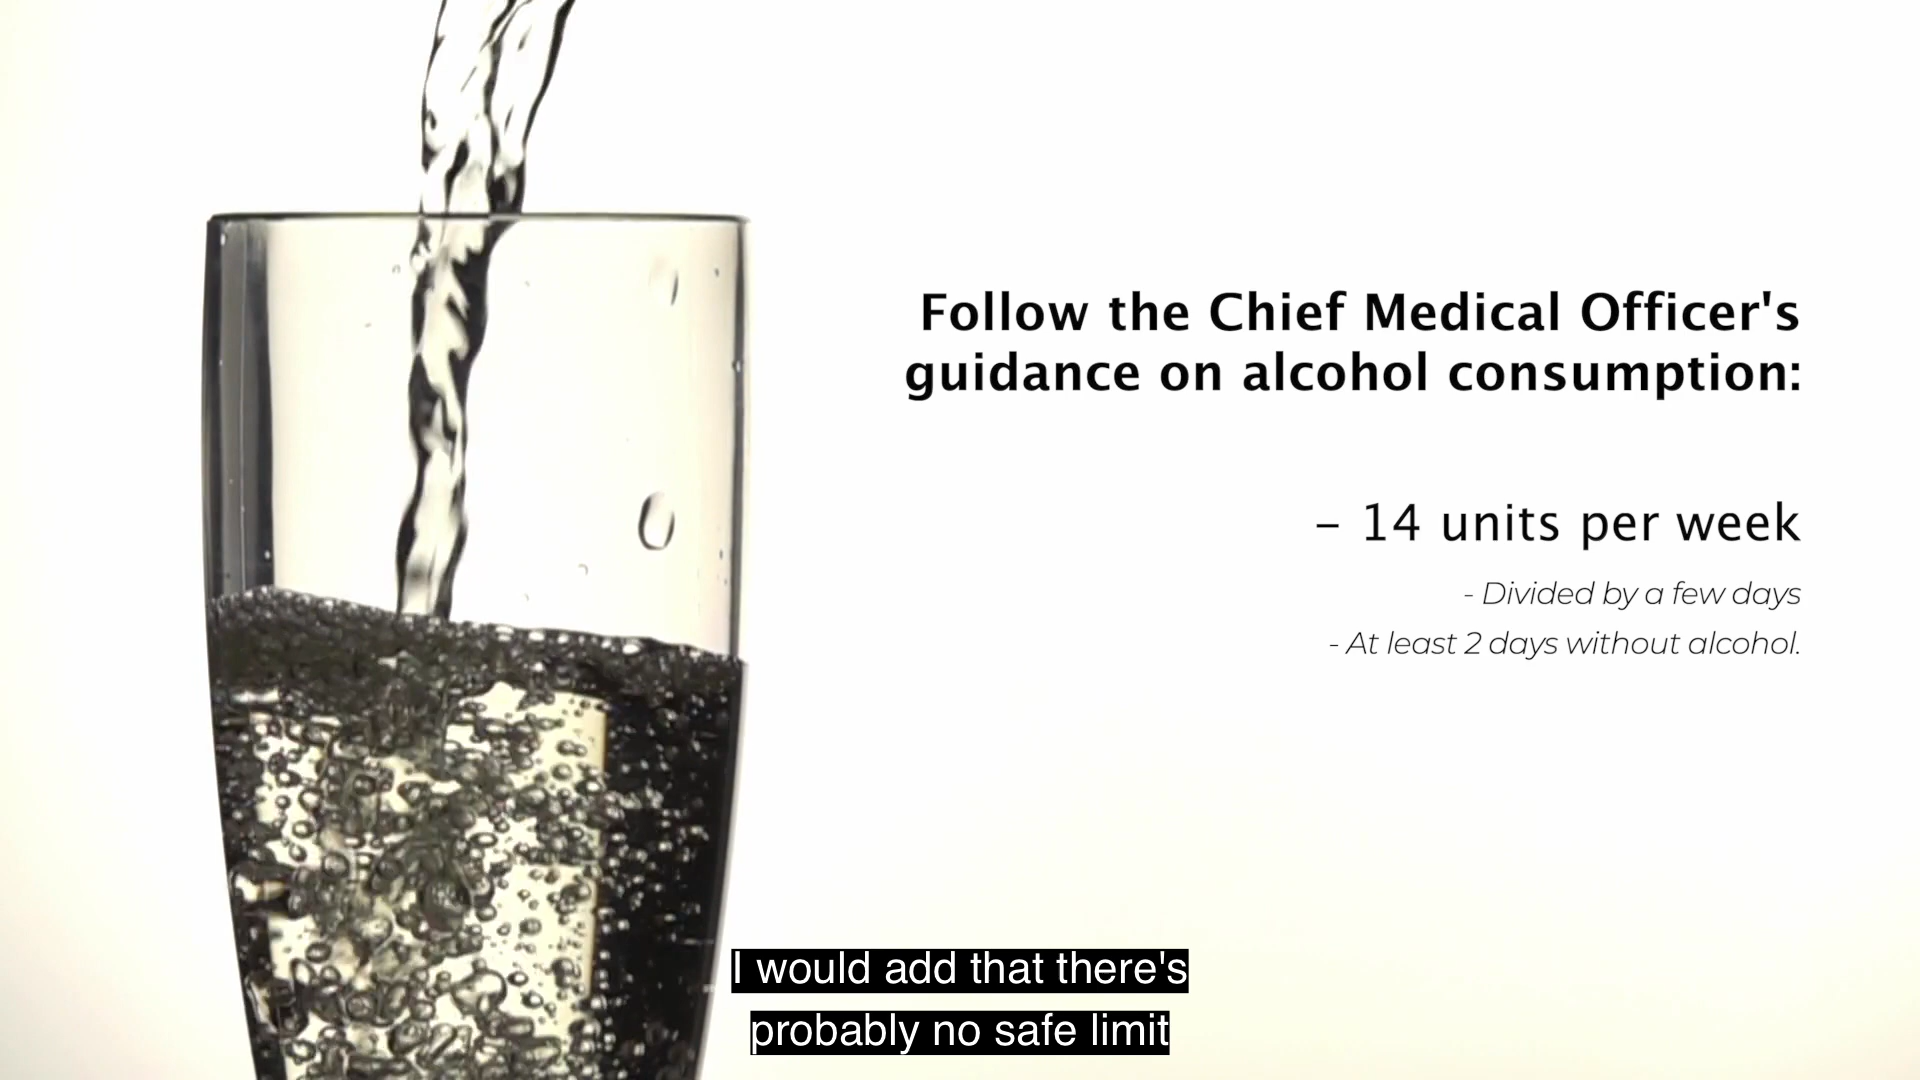 Follow the Chief Medical Officer's
guidance on alcohol consumption:
– 14 units per week
- Divided by a few days
- At least 2 days without alcohol.
I would add that there's
probably no safe limit